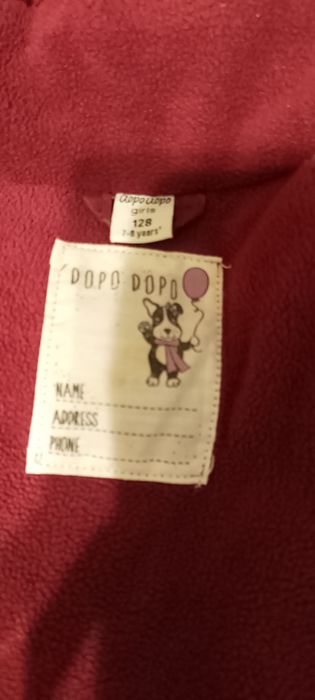 dopo dopo
girls
128
7-8 years*
DOPO DOPO
NAME
ADDRESS
PHONE